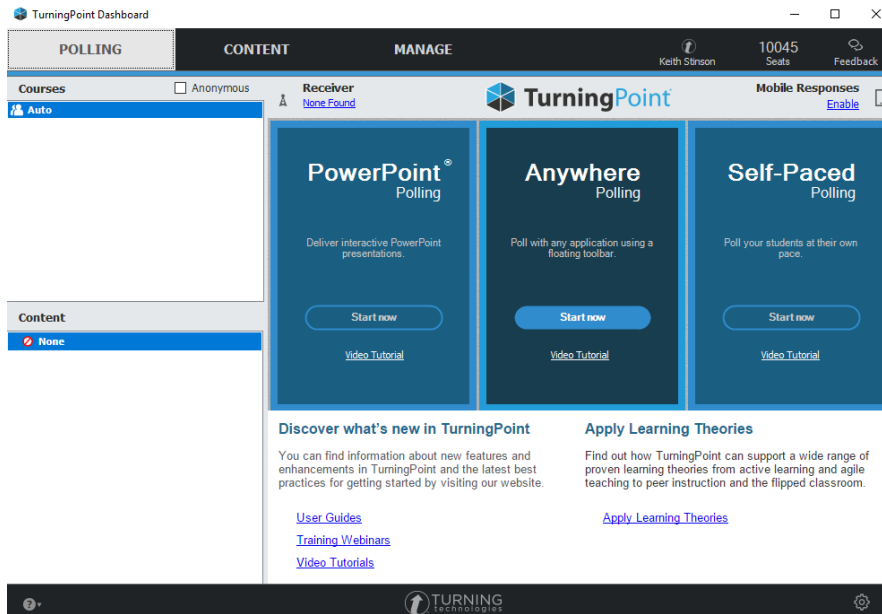 TurningPoint Dashboard
POLLING
CONTENT
MANAGE
Keith Stinson
10045
Seats
Feedback
Courses
Anonymous
Auto
Receiver
None Found
TurningPoint
Mobile Responses
Enable
PowerPoint®
Polling
Deliver interactive PowerPoint
presentations.
Start now
Video Tutorial
Anywhere
Polling
Poll with any application using a
floating toolbar.
Start now
Video Tutorial
Self-Paced
Polling
Poll your students at their own
pace.
Start now
Video Tutorial
Content
None
Discover what's new in TurningPoint
You can find information about new features and
enhancements in TurningPoint and the latest best
practices for getting started by visiting our website.
User Guides
Training Webinars
Video Tutorials
Apply Learning Theories
Find out how TurningPoint can support a wide range of
proven learning theories from active learning and agile
teaching to peer instruction and the flipped classroom.
Apply Learning Theories
TURNING
technologies